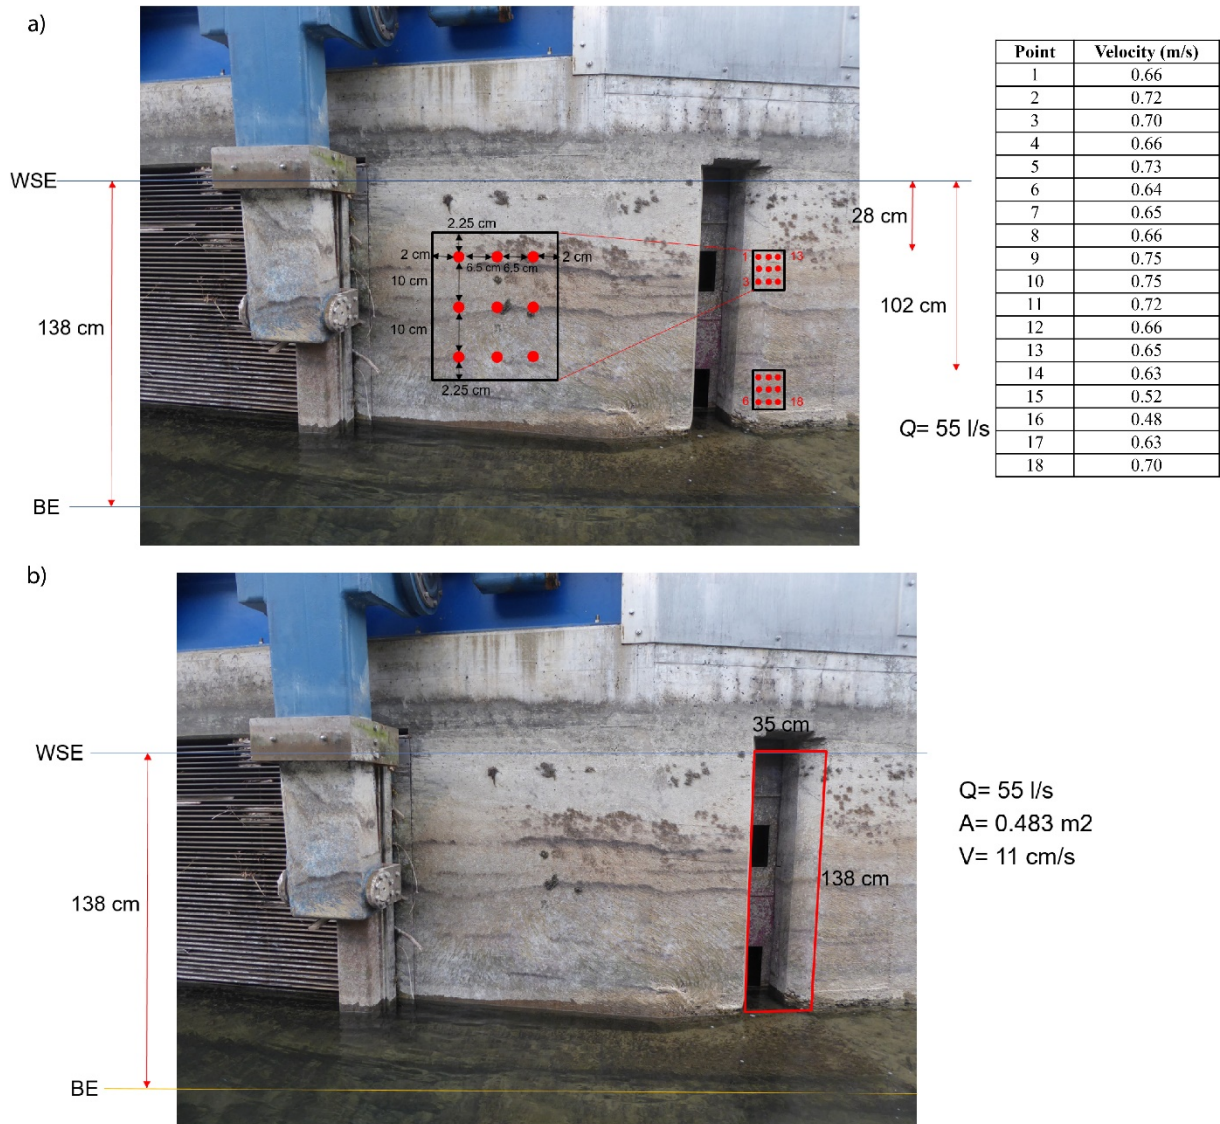 a)
Point Velocity (m/s)
1 0.66
2 0.72
3 0.70
4 0.66
5 0.73
6 0.64
7 0.65
8 0.66
9 0.75
10 0.75
11 0.72
12 0.66
13 0.65
14 0.63
15 0.52
16 0.48
17 0.63
18 0.70
WSE
138 cm
BE
2.25 cm
2 cm
6.5 cm 6.5 cm
2 cm
10 cm
10 cm
2.25 cm
1 13
3
6 18
28 cm
102 cm
Q= 55 l/s
b)
WSE
138 cm
BE
35 cm
138 cm
Q= 55 l/s
A= 0.483 m2
V= 11 cm/s